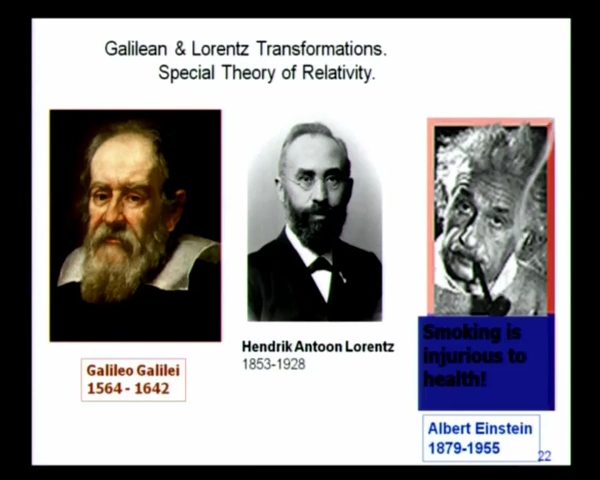 Galilean & Lorentz Transformations.
Special Theory of Relativity.
Galileo Galilei
1564 - 1642
Hendrik Antoon Lorentz
1853-1928
Smoking is
injurious to
health!
Albert Einstein
1879-1955
22